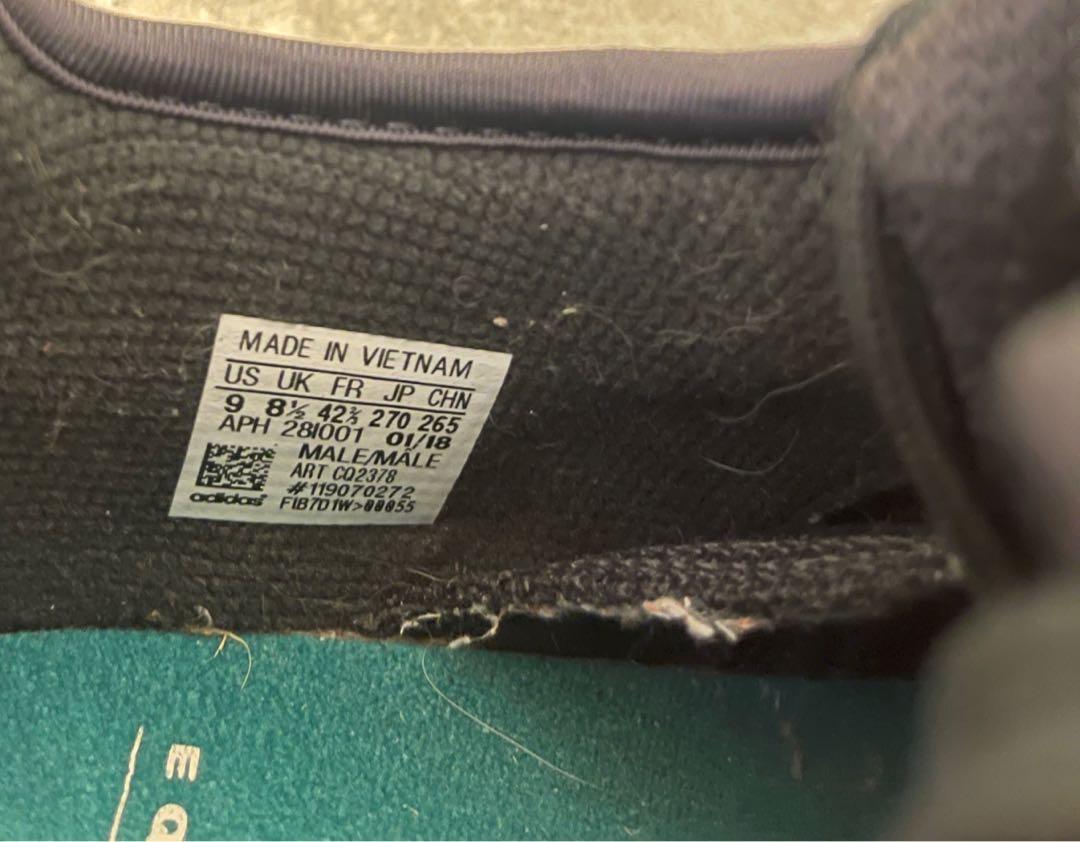 MADE IN VIETNAM
US UK FR JP CHN
9 8½ 42⅔ 270 265
APH 281001 01/18
MALE/MALE
ART CQ2378
#119070272
adidas
FIB7D1W>00055
E